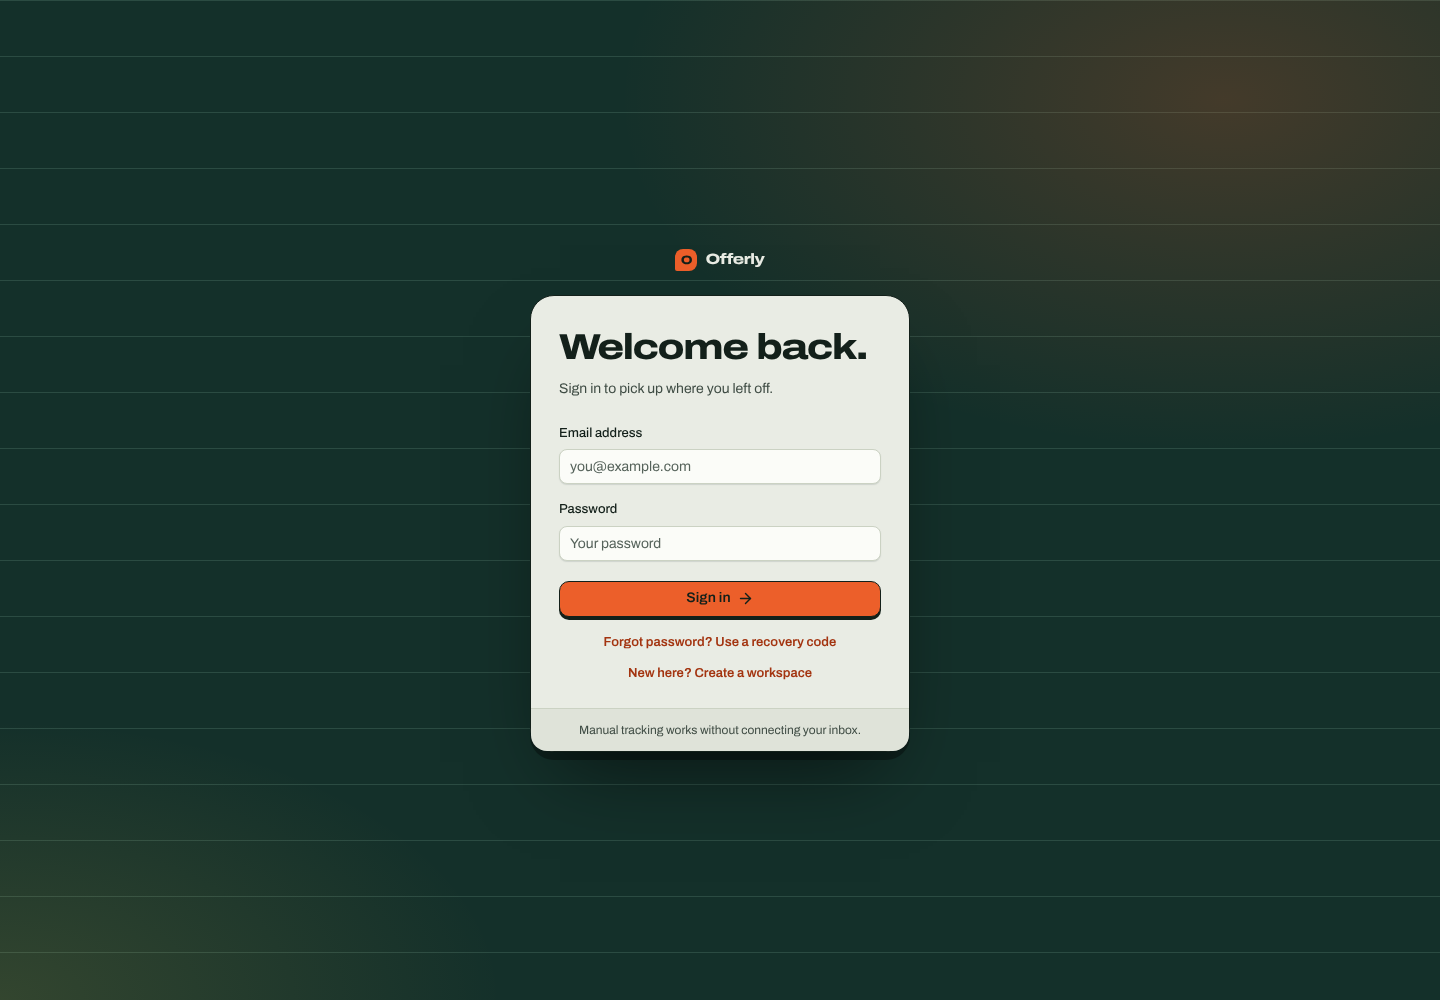 Offerly
Welcome back.
Sign in to pick up where you left off.
Email address
you@example.com
Password
Your password
Sign in
Forgot password? Use a recovery code
New here? Create a workspace
Manual tracking works without connecting your inbox.